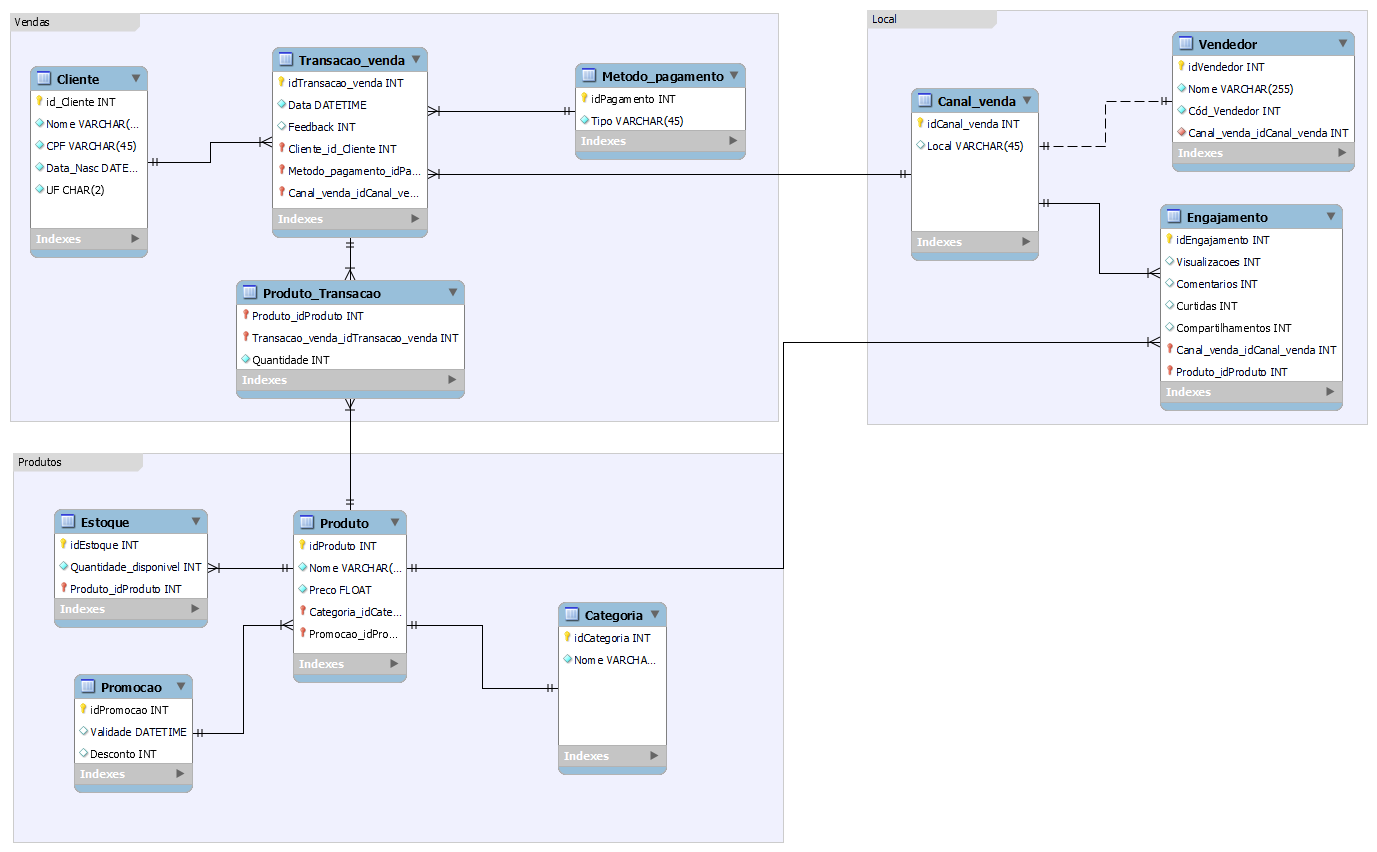 Vendas
Cliente
id_Cliente INT
Nome VARCHAR(...
CPF VARCHAR(45)
Data_Nasc DATE...
UF CHAR(2)
Indexes
Transacao_venda
idTransacao_venda INT
Data DATETIME
Feedback INT
Cliente_id_Cliente INT
Metodo_pagamento_idPa...
Canal_venda_idCanal_ve...
Indexes
Metodo_pagamento
idPagamento INT
Tipo VARCHAR(45)
Indexes
Produto_Transacao
Produto_idProduto INT
Transacao_venda_idTransacao_venda INT
Quantidade INT
Indexes
Local
Canal_venda
idCanal_venda INT
Local VARCHAR(45)
Indexes
Vendedor
idVendedor INT
Nome VARCHAR(255)
Cód_Vendedor INT
Canal_venda_idCanal_venda INT
Indexes
Engajamento
idEngajamento INT
Visualizacoes INT
Comentarios INT
Curtidas INT
Compartilhamentos INT
Canal_venda_idCanal_venda INT
Produto_idProduto INT
Indexes
Produtos
Estoque
idEstoque INT
Quantidade_disponivel INT
Produto_idProduto INT
Indexes
Produto
idProduto INT
Nome VARCHAR(...
Preco FLOAT
Categoria_idCate...
Promocao_idPro...
Indexes
Categoria
idCategoria INT
Nome VARCHA...
Indexes
Promocao
idPromocao INT
Validade DATETIME
Desconto INT
Indexes